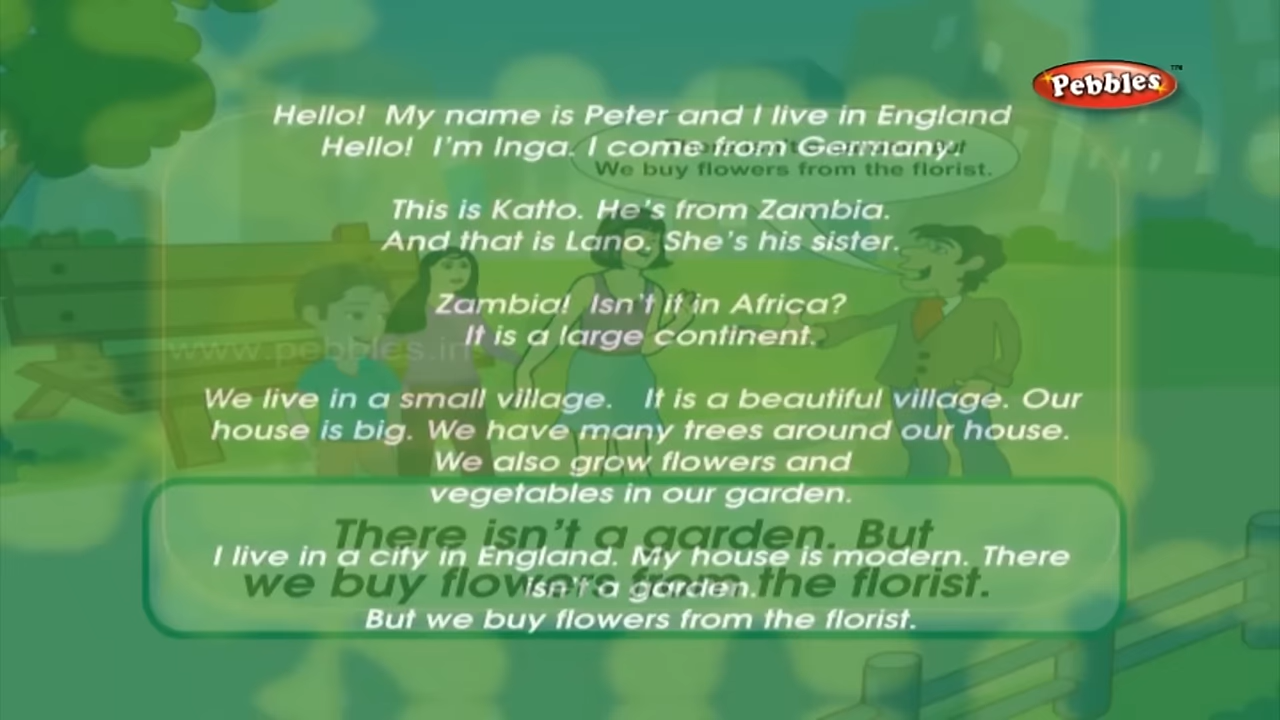 Pebbles™
Hello! My name is Peter and I live in England
Hello! I'm Inga. I come from Germany.
We buy flowers from the florist.
This is Katto. He's from Zambia.
And that is Lano. She's his sister.
Zambia! Isn't it in Africa?
It is a large continent.
www.pebbles.in
We live in a small village. It is a beautiful village. Our
house is big. We have many trees around our house.
We also grow flowers and
vegetables in our garden.
There isn't a garden. But
I live in a city in England. My house is modern. There
we buy flowers from the florist.
isn't a garden.
But we buy flowers from the florist.